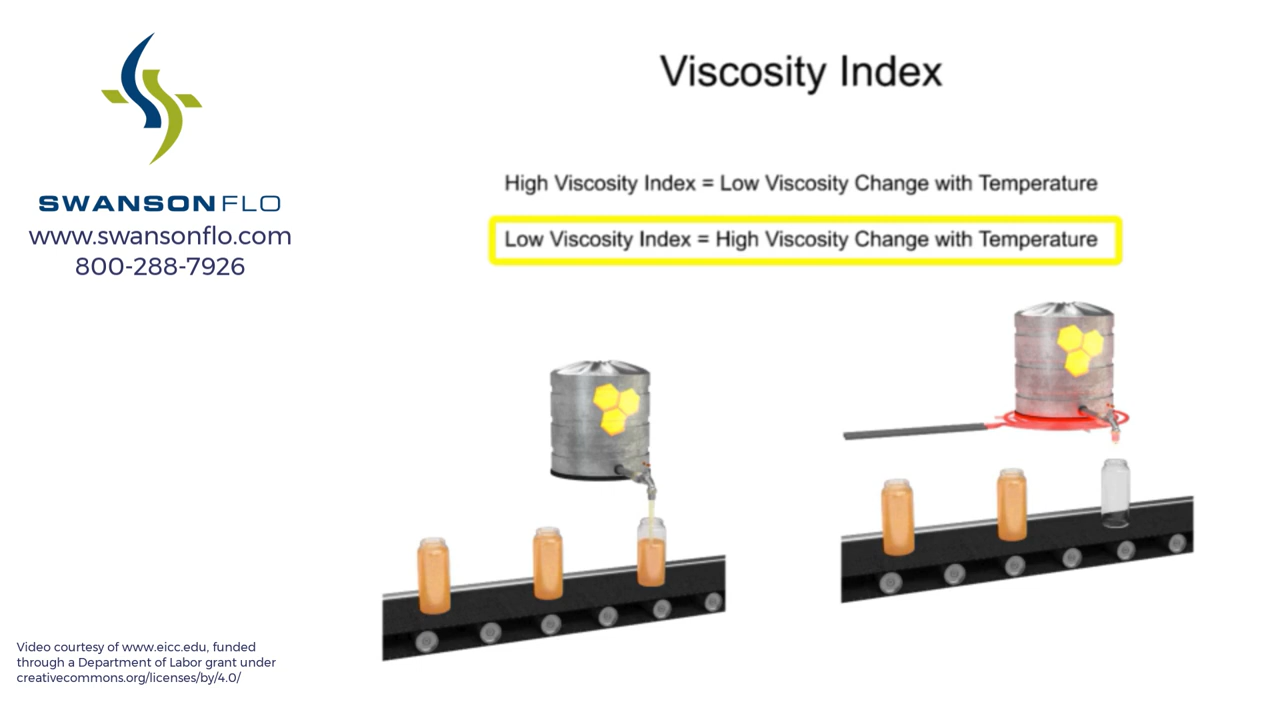 SWANSON FLO
www.swansonflo.com
800-288-7926
Viscosity Index
High Viscosity Index = Low Viscosity Change with Temperature
Low Viscosity Index = High Viscosity Change with Temperature
Video courtesy of www.eicc.edu, funded
through a Department of Labor grant under
creativecommons.org/licenses/by/4.0/